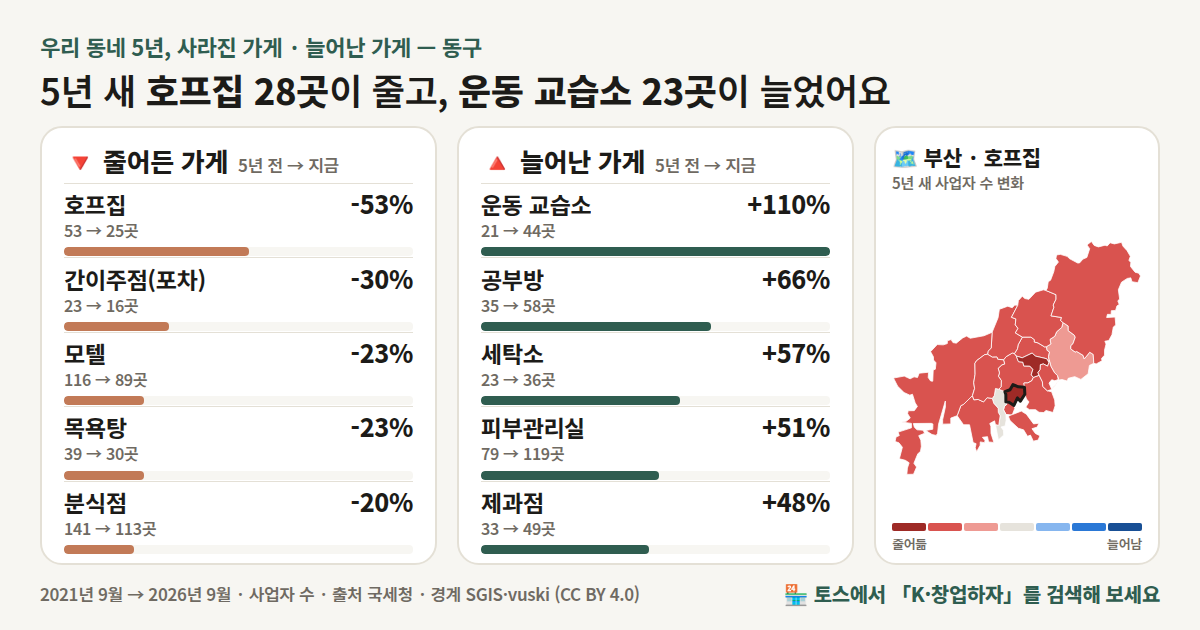 우리 동네 5년, 사라진 가게 · 늘어난 가게 — 동구
5년 새 호프집 28곳이 줄고, 운동 교습소 23곳이 늘었어요
🔻 줄어든 가게 5년 전 → 지금
호프집 -53%
53 → 25곳
간이주점(포차) -30%
23 → 16곳
모텔 -23%
116 → 89곳
목욕탕 -23%
39 → 30곳
분식점 -20%
141 → 113곳
🔺 늘어난 가게 5년 전 → 지금
운동 교습소 +110%
21 → 44곳
공부방 +66%
35 → 58곳
세탁소 +57%
23 → 36곳
피부관리실 +51%
79 → 119곳
제과점 +48%
33 → 49곳
🗺️ 부산 · 호프집
5년 새 사업자 수 변화
줄어듦 늘어남
2021년 9월 → 2026년 9월 · 사업자 수 · 출처 국세청 · 경계 SGIS·vuski (CC BY 4.0)
🏪 토스에서 「K·창업하자」를 검색해 보세요